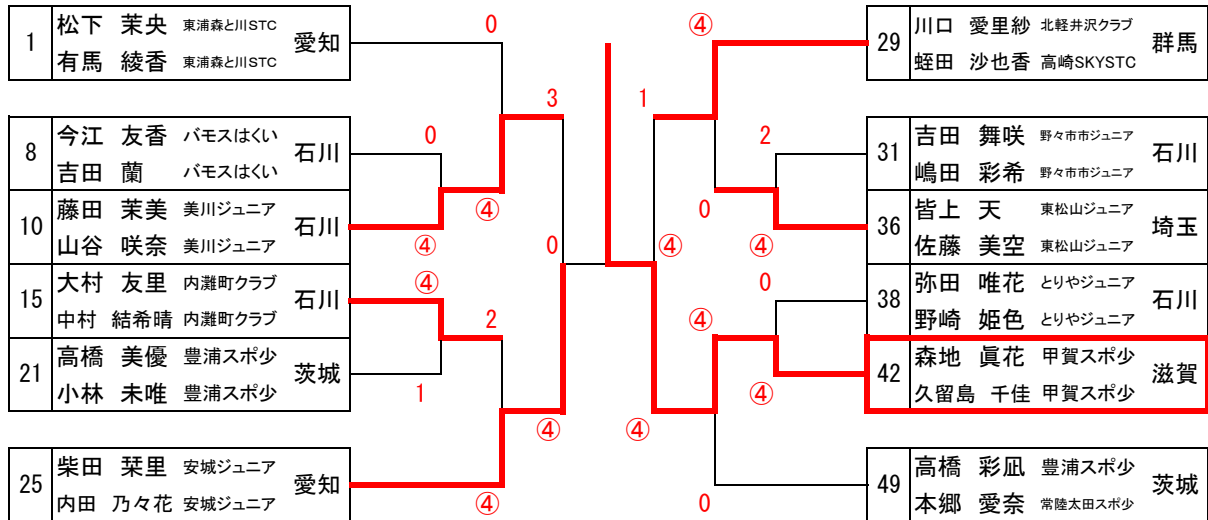 1 松下 茉央 東浦森と川STC 愛知
有馬 綾香 東浦森と川STC
8 今江 友香 バモスはくい 石川
吉田 蘭 バモスはくい
10 藤田 茉美 美川ジュニア 石川
山谷 咲奈 美川ジュニア
15 大村 友里 内灘町クラブ 石川
中村 結希晴 内灘町クラブ
21 高橋 美優 豊浦スポ少 茨城
小林 未唯 豊浦スポ少
25 柴田 栞里 安城ジュニア 愛知
内田 乃々花 安城ジュニア
0
3
0
④
④
0
④
2
1
④
④
④
1
2
0
④
④
0
④
④
④
0
29 川口 愛里紗 北軽井沢クラブ 群馬
蛭田 沙也香 高崎SKYSTC
31 吉田 舞咲 野々市市ジュニア 石川
嶋田 彩希 野々市市ジュニア
36 皆上 天 東松山ジュニア 埼玉
佐藤 美空 東松山ジュニア
38 弥田 唯花 とりやジュニア 石川
野崎 姫色 とりやジュニア
42 森地 眞花 甲賀スポ少 滋賀
久留島 千佳 甲賀スポ少
49 高橋 彩凪 豊浦スポ少 茨城
本郷 愛奈 常陸太田スポ少